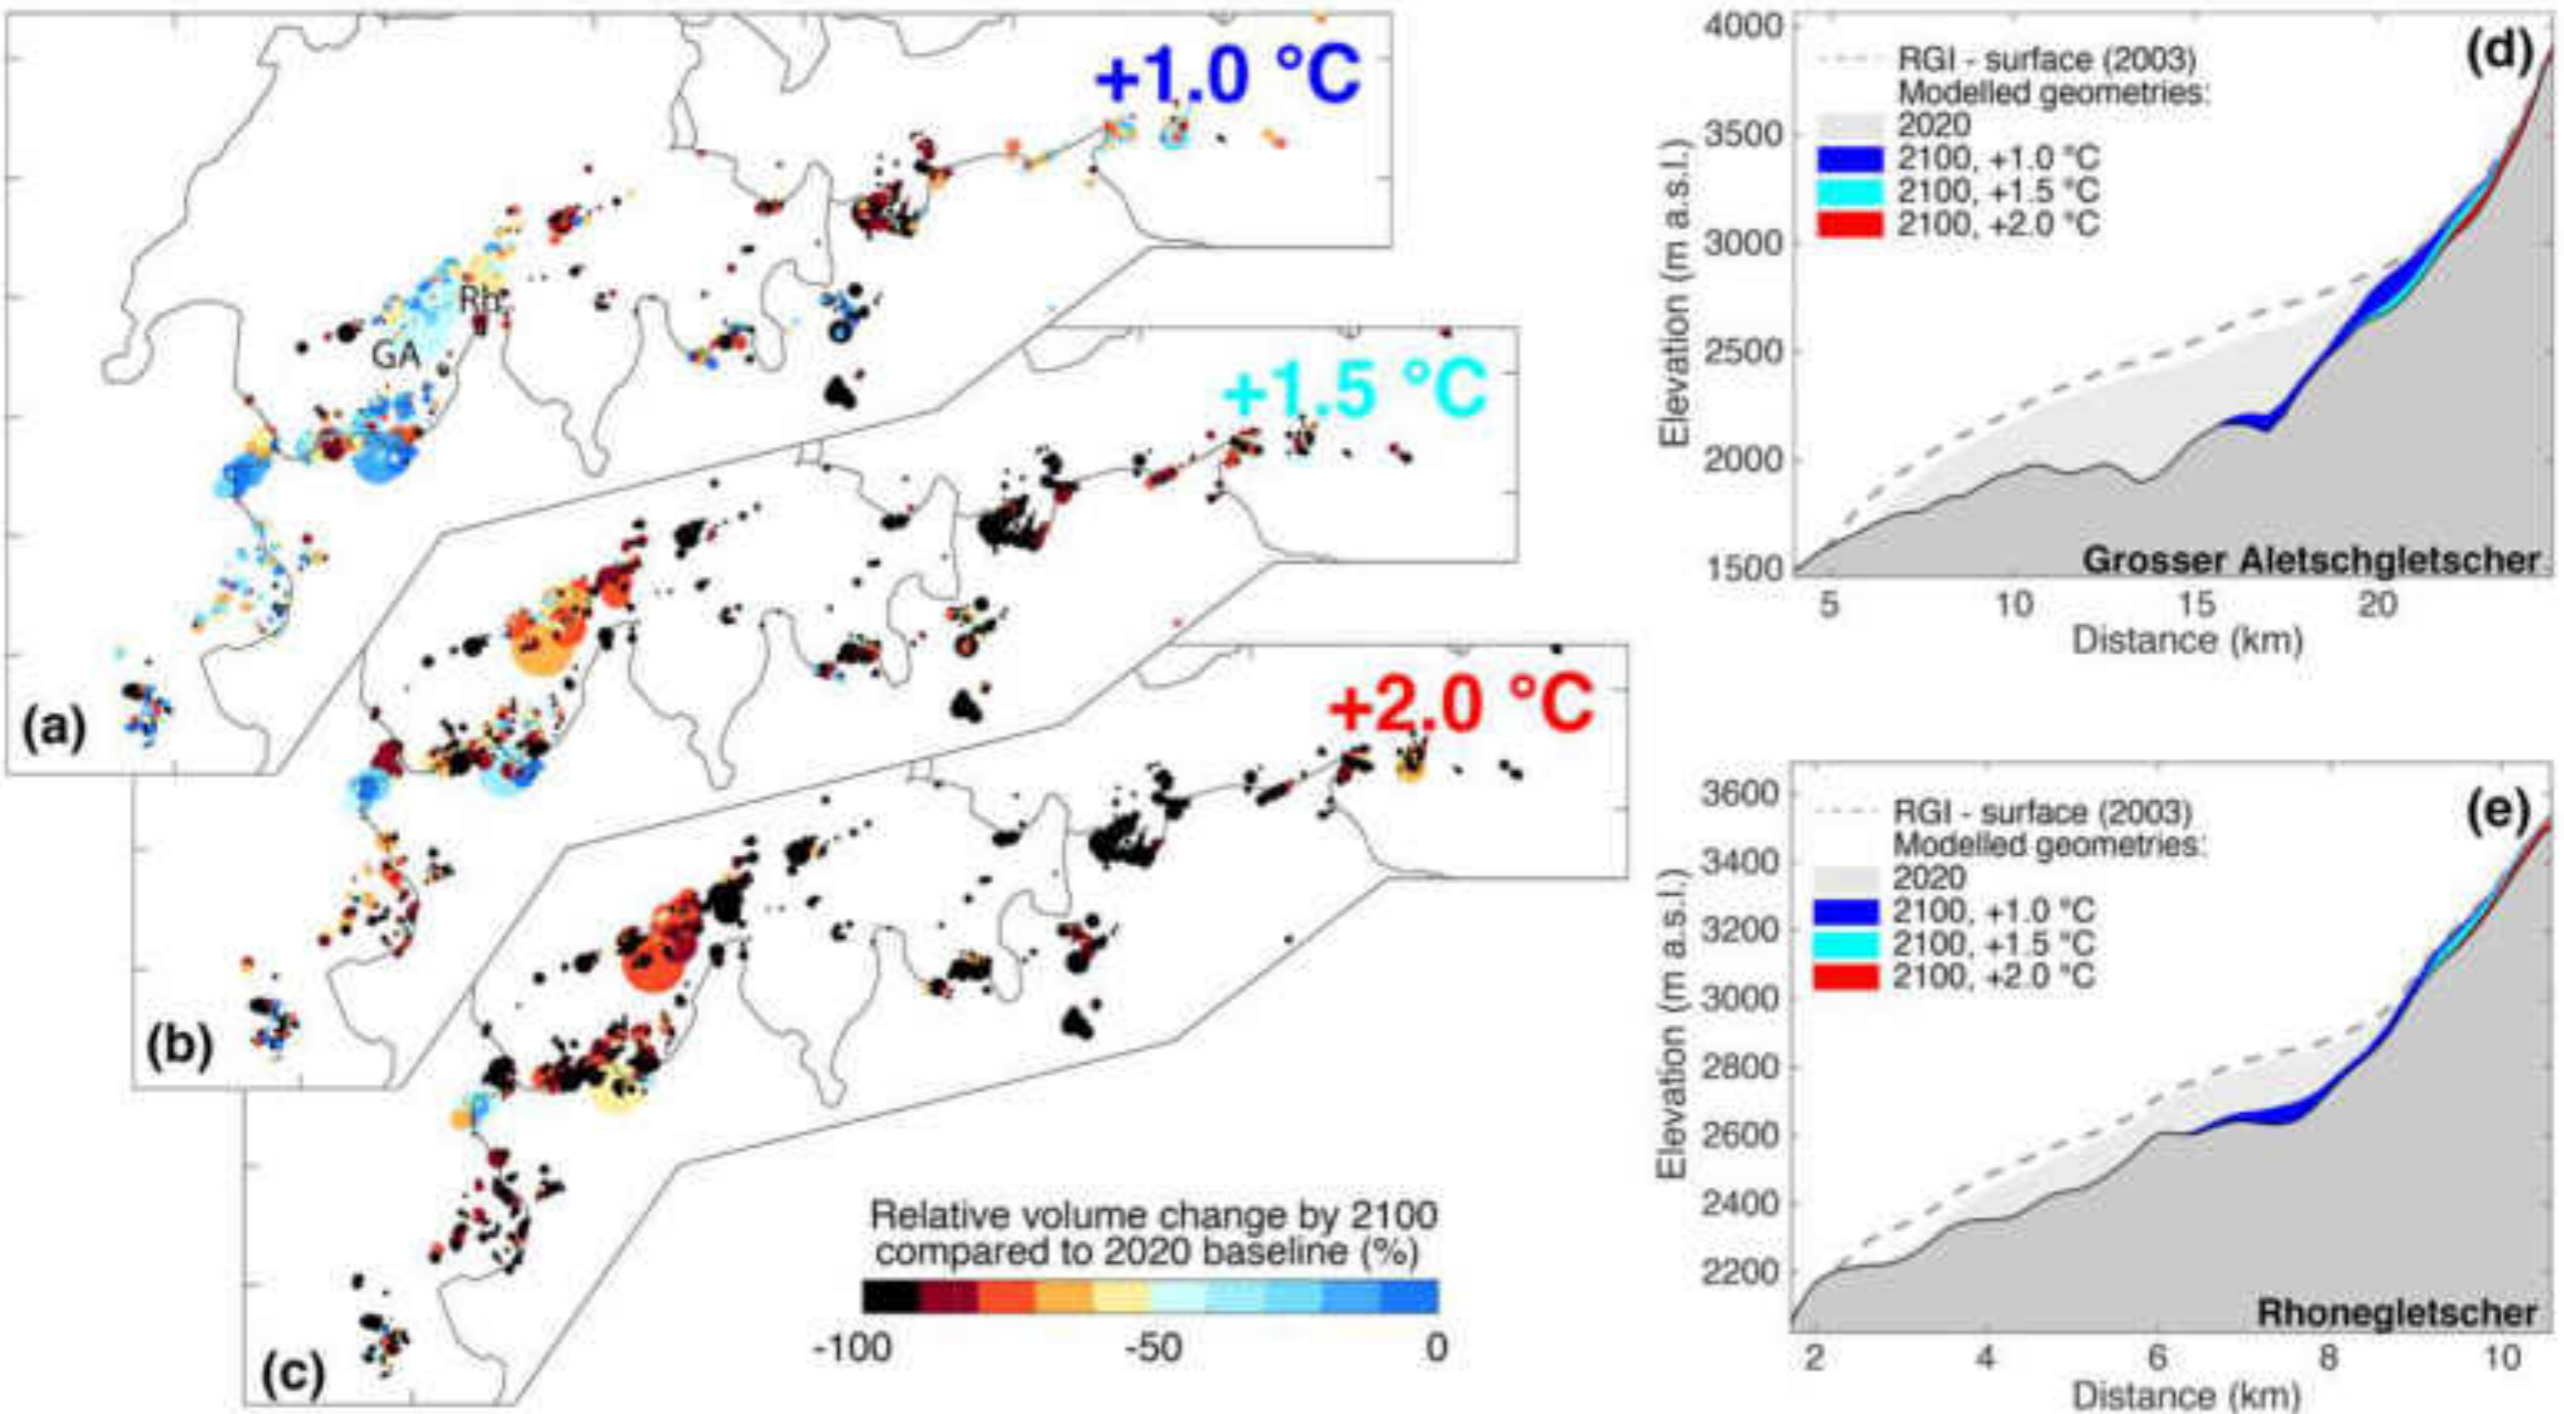 +1.0 °C
Rh.
GA
(a)
+1.5 °C
(b)
+2.0 °C
(c)
Relative volume change by 2100
compared to 2020 baseline (%)
-100 -50 0
(d)
RGI - surface (2003)
Modelled geometries:
2020
2100, +1.0 °C
2100, +1.5 °C
2100, +2.0 °C
4000
3500
3000
2500
2000
1500
Elevation (m a.s.l.)
Grosser Aletschgletscher
5 10 15 20
Distance (km)
(e)
RGI - surface (2003)
Modelled geometries:
2020
2100, +1.0 °C
2100, +1.5 °C
2100, +2.0 °C
3600
3400
3200
3000
2800
2600
2400
2200
Elevation (m a.s.l.)
Rhonegletscher
2 4 6 8 10
Distance (km)